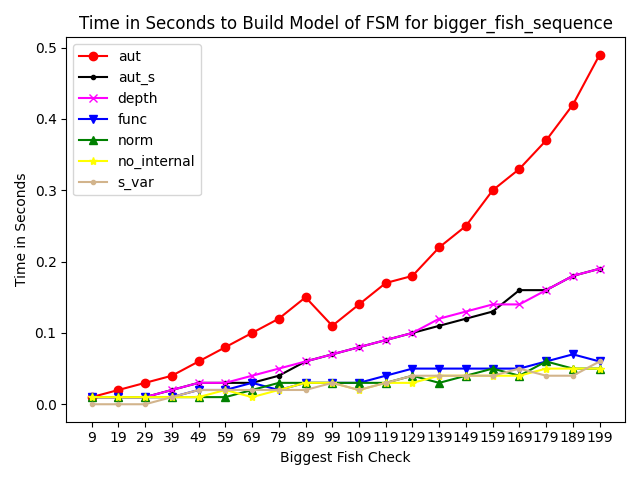 Time in Seconds to Build Model of FSM for bigger_fish_sequence
aut
aut_s
depth
func
norm
no_internal
s_var
Time in Seconds
0.5
0.4
0.3
0.2
0.1
0.0
9 19 29 39 49 59 69 79 89 99 109 119 129 139 149 159 169 179 189 199
Biggest Fish Check